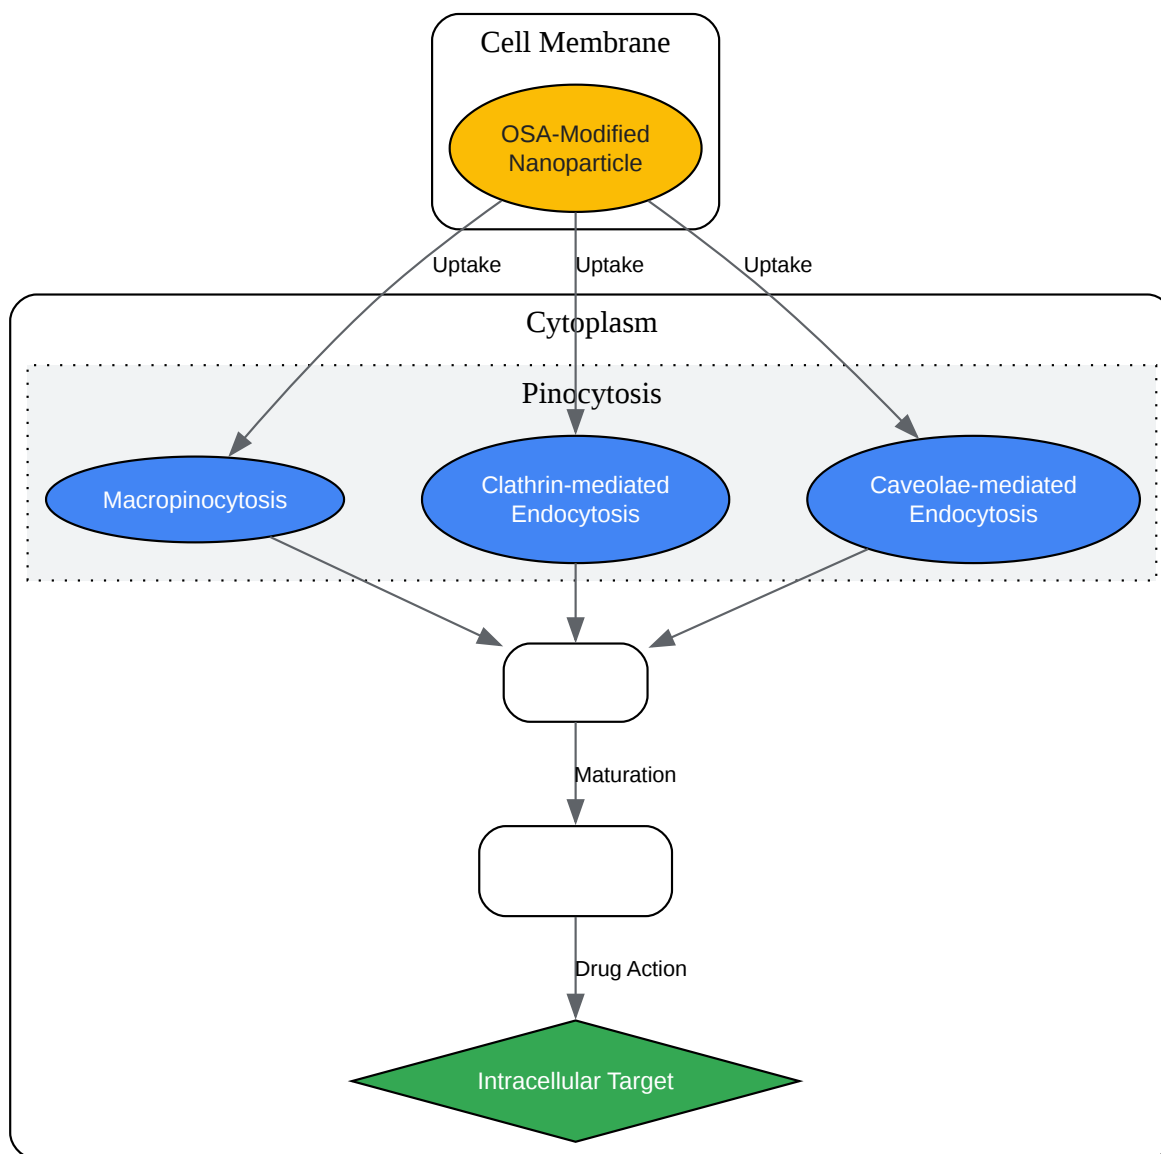 Cell Membrane
OSA-Modified
Nanoparticle
Uptake
Uptake
Uptake
Cytoplasm
Pinocytosis
Macropinocytosis
Clathrin-mediated
Endocytosis
Caveolae-mediated
Endocytosis
Maturation
Drug Action
Intracellular Target